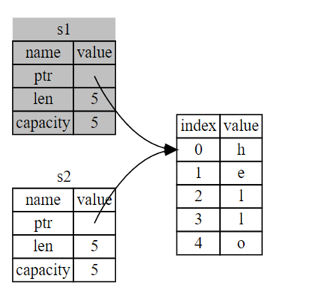 s1
name value
ptr
len 5
capacity 5
s2
name value
ptr
len 5
capacity 5
index value
0 h
1 e
2 l
3 l
4 o